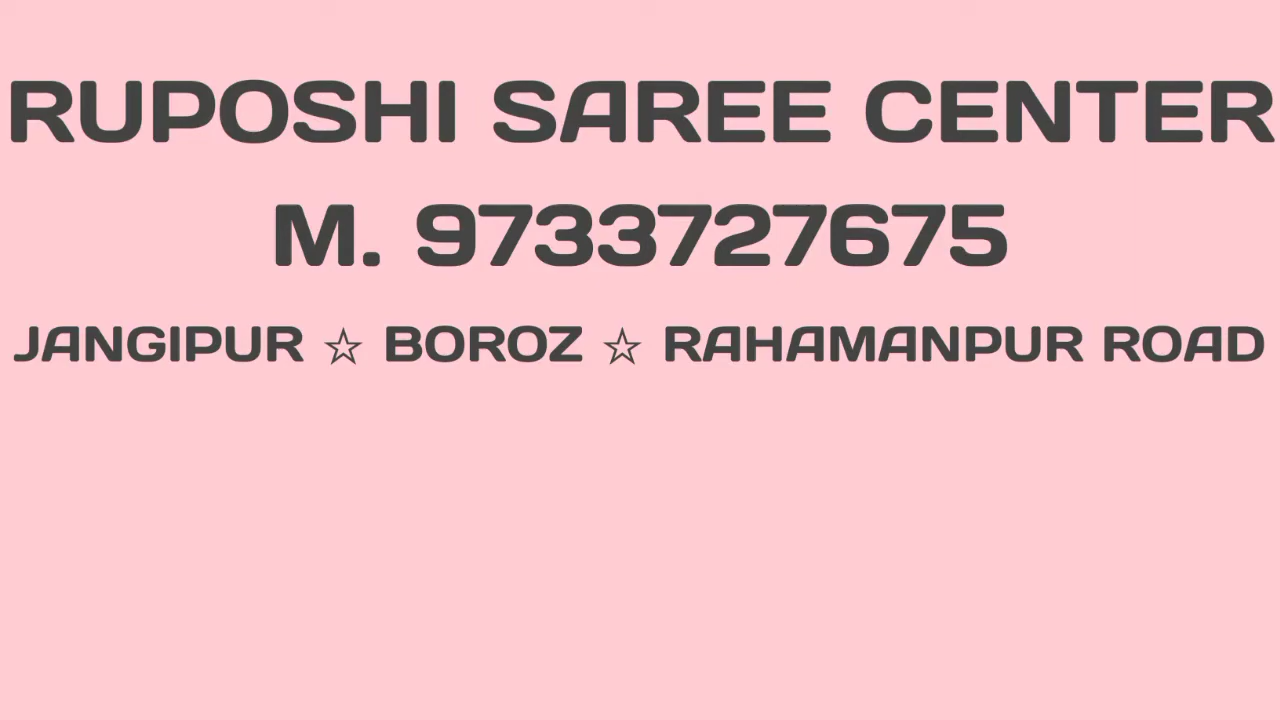 RUPOSHI SAREE CENTER
M. 9733727675
JANGIPUR ☆ BOROZ ☆ RAHAMANPUR ROAD